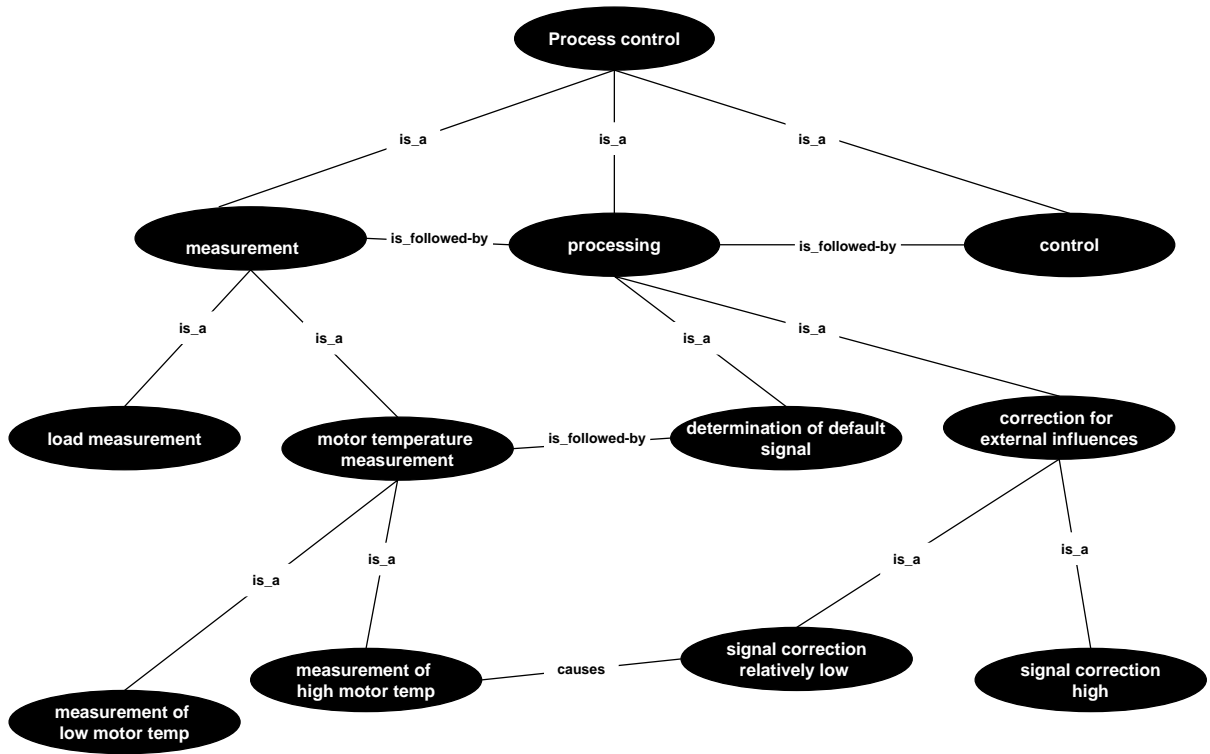 Process control
is_a
is_a
is_a
measurement
is_followed-by
processing
is_followed-by
control
is_a
is_a
is_a
is_a
load measurement
motor temperature
measurement
is_followed-by
determination of default
signal
correction for
external influences
is_a
is_a
is_a
is_a
measurement of
low motor temp
measurement of
high motor temp
causes
signal correction
relatively low
signal correction
high